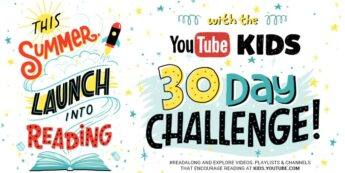 THIS
SUMMER,
LAUNCH
INTO
READING
with the
YouTube KIDS
30 Day
CHALLENGE!
#READALONG AND EXPLORE VIDEOS, PLAYLISTS & CHANNELS
THAT ENCOURAGE READING AT KIDS.YOUTUBE.COM